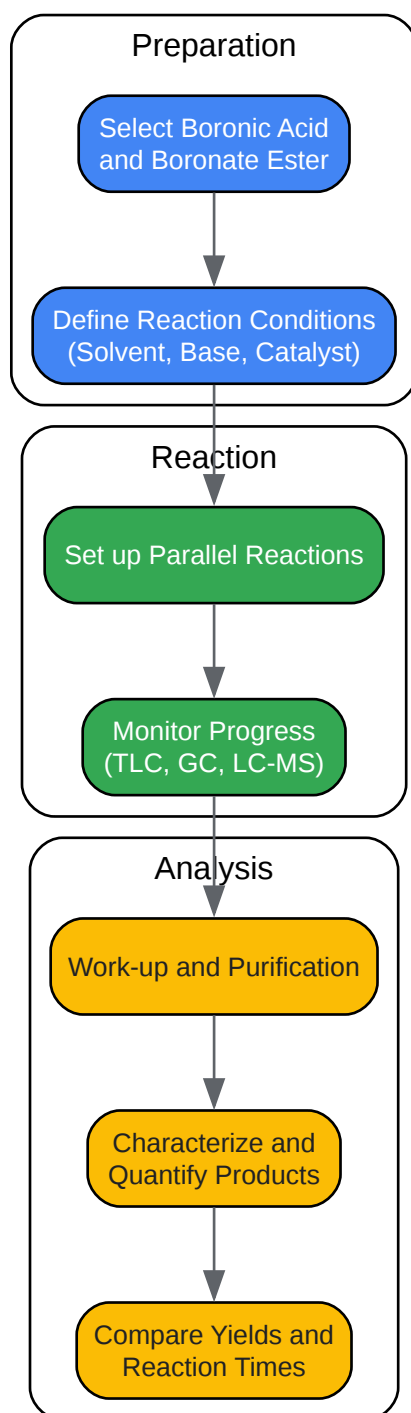 Preparation
Select Boronic Acid
and Boronate Ester
Define Reaction Conditions
(Solvent, Base, Catalyst)
Reaction
Set up Parallel Reactions
Monitor Progress
(TLC, GC, LC-MS)
Analysis
Work-up and Purification
Characterize and
Quantify Products
Compare Yields and
Reaction Times